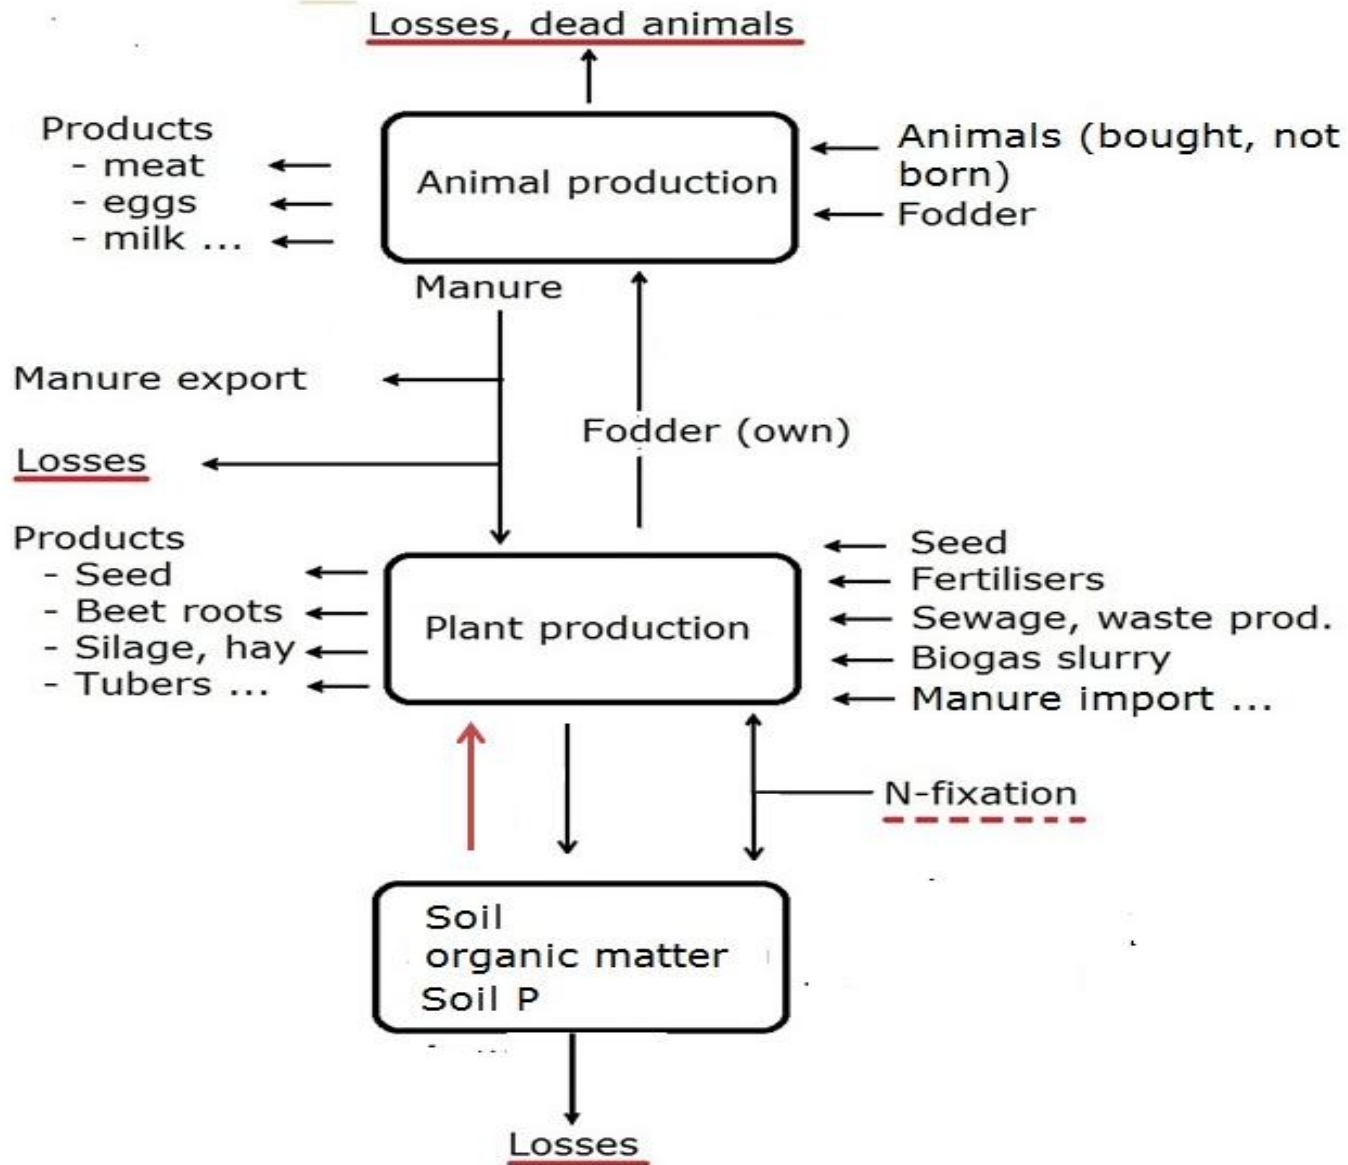 Losses, dead animals
Products
- meat
- eggs
- milk ...
Animal production
Animals (bought, not
born)
Fodder
Manure
Manure export
Fodder (own)
Losses
Products
- Seed
- Beet roots
- Silage, hay
- Tubers ...
Plant production
Seed
Fertilisers
Sewage, waste prod.
Biogas slurry
Manure import ...
N-fixation
Soil
organic matter
Soil P
Losses